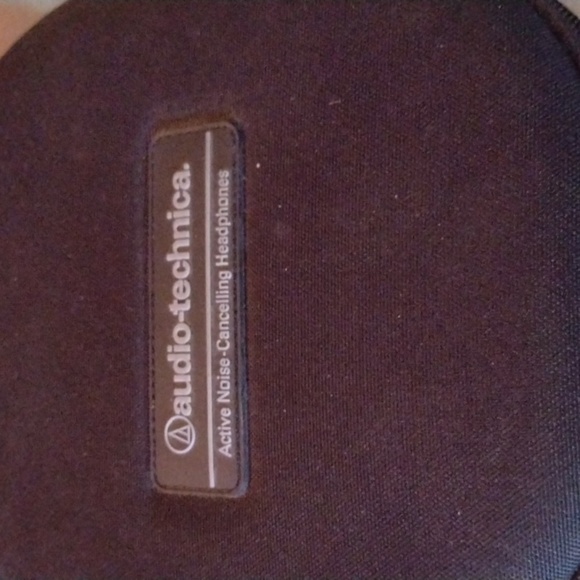 audio-technica.
Active Noise-Cancelling Headphones